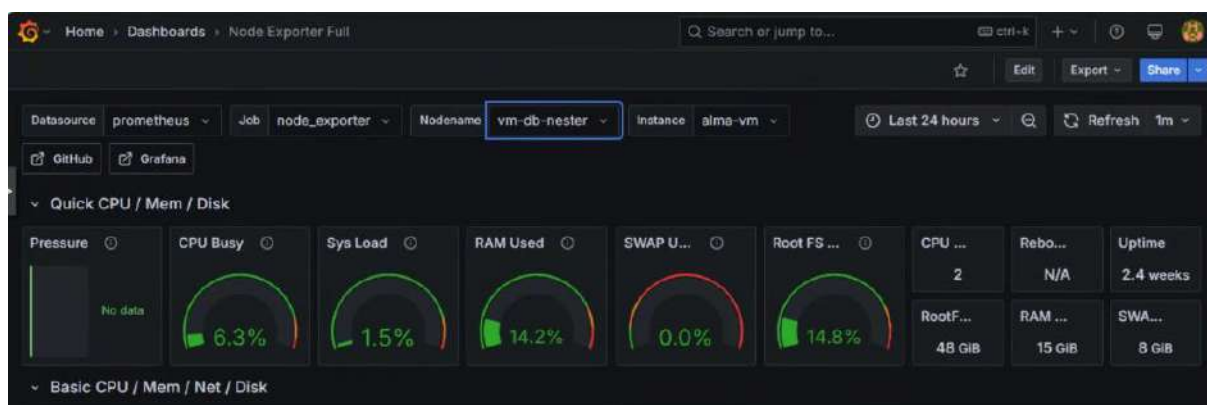 Home › Dashboards › Node Exporter Full
Search or jump to...
ctrl+k
Edit
Export
Share
Datasource prometheus
Job node_exporter
Nodename vm-db-nester
Instance alma-vm
Last 24 hours
Refresh 1m
GitHub
Grafana
Quick CPU / Mem / Disk
Pressure
No data
CPU Busy
6.3%
Sys Load
1.5%
RAM Used
14.2%
SWAP U...
0.0%
Root FS ...
14.8%
CPU ...
2
Rebo...
N/A
Uptime
2.4 weeks
RootF...
48 GiB
RAM ...
15 GiB
SWA...
8 GiB
Basic CPU / Mem / Net / Disk